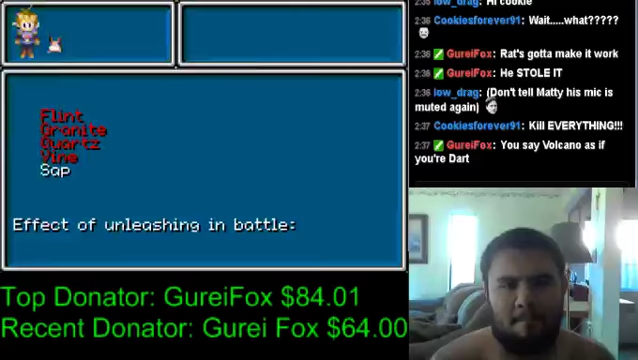 Flint
Granite
Quartz
Vine
Sap
Effect of unleashing in battle:
Top Donator: GureiFox $84.01
Recent Donator: Gurei Fox $64.00
2:36 low_drag: Hi cookie
2:36 Cookiesforever91: Wait.....what?????
2:36 GureiFox: Rat's gotta make it work
2:36 GureiFox: He STOLE IT
2:36 low_drag: (Don't tell Matty his mic is
muted again)
2:37 Cookiesforever91: Kill EVERYTHING!!!
2:37 GureiFox: You say Volcano as if
you're Dart